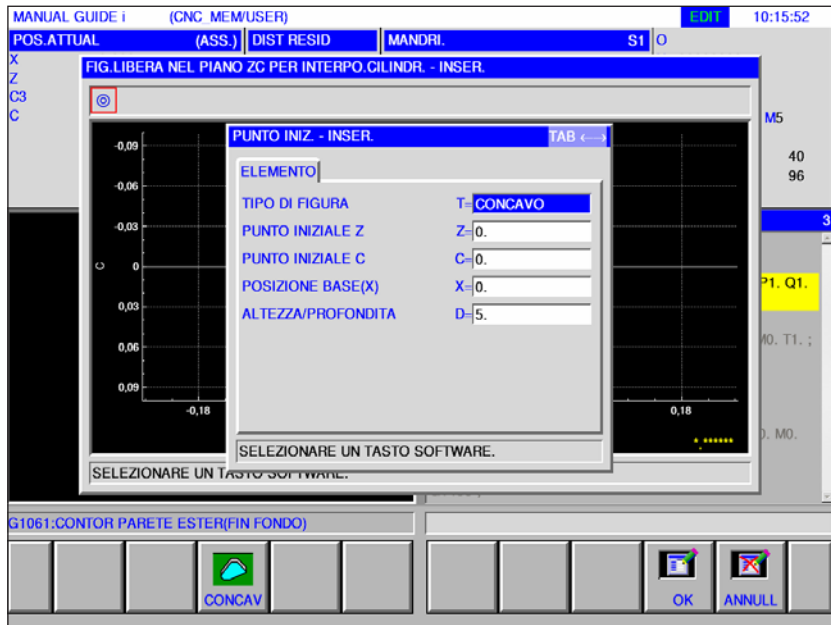 MANUAL GUIDE i (CNC_MEM/USER) EDIT 10:15:52
POS.ATTUAL (ASS.) DIST RESID MANDRI. S1 O
X
Z
C3
C
M5
40
96
FIG.LIBERA NEL PIANO ZC PER INTERPO.CILINDR. - INSER.
-0,09
-0,06
-0,03
C 0
0,03
0,06
0,09
-0,18 0,18
*.******
PUNTO INIZ. - INSER. TAB
ELEMENTO
TIPO DI FIGURA T=CONCAVO
PUNTO INIZIALE Z Z=0.
PUNTO INIZIALE C C=0.
POSIZIONE BASE(X) X=0.
ALTEZZA/PROFONDITA D=5.
SELEZIONARE UN TASTO SOFTWARE.
SELEZIONARE UN TASTO SOFTWARE.
3
P1. Q1.
M0. T1. ;
0. M0.
G1061:CONTOR PARETE ESTER(FIN FONDO)
CONCAV OK ANNULL